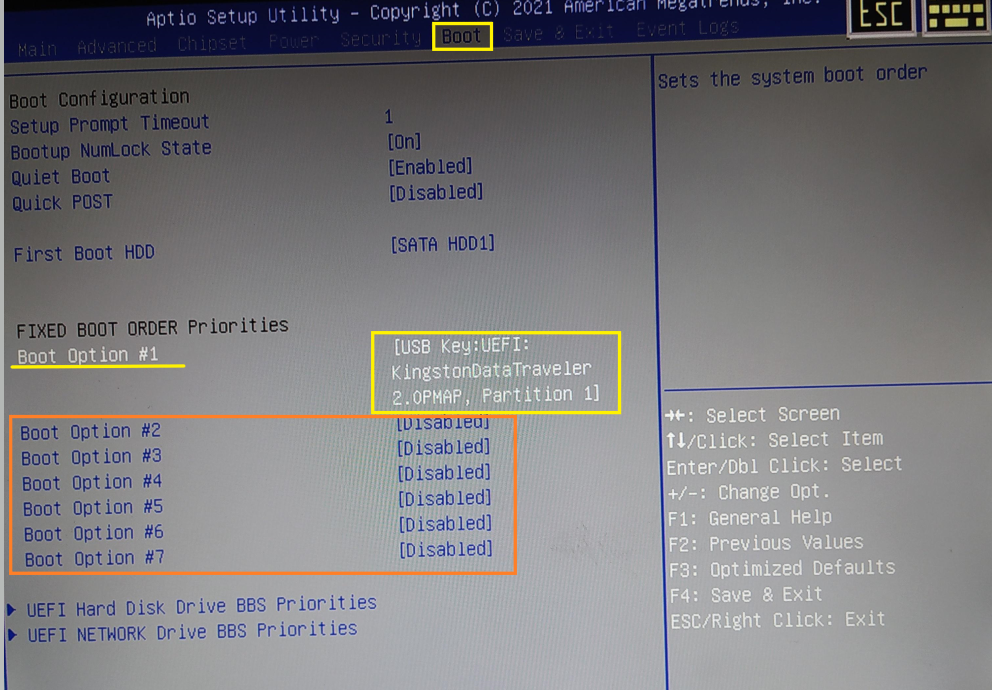 Aptio Setup Utility – Copyright (C) 2021 American Megatrends, Inc.
ESC
Main Advanced Chipset Power Security Boot Save & Exit Event Logs
Boot Configuration
Setup Prompt Timeout 1
Bootup NumLock State [On]
Quiet Boot [Enabled]
Quick POST [Disabled]
First Boot HDD [SATA HDD1]
FIXED BOOT ORDER Priorities
Boot Option #1 [USB Key:UEFI:
KingstonDataTraveler
2.0PMAP, Partition 1]
Boot Option #2 [Disabled]
Boot Option #3 [Disabled]
Boot Option #4 [Disabled]
Boot Option #5 [Disabled]
Boot Option #6 [Disabled]
Boot Option #7 [Disabled]
UEFI Hard Disk Drive BBS Priorities
UEFI NETWORK Drive BBS Priorities
Sets the system boot order
→←: Select Screen
↑↓/Click: Select Item
Enter/Dbl Click: Select
+/-: Change Opt.
F1: General Help
F2: Previous Values
F3: Optimized Defaults
F4: Save & Exit
ESC/Right Click: Exit